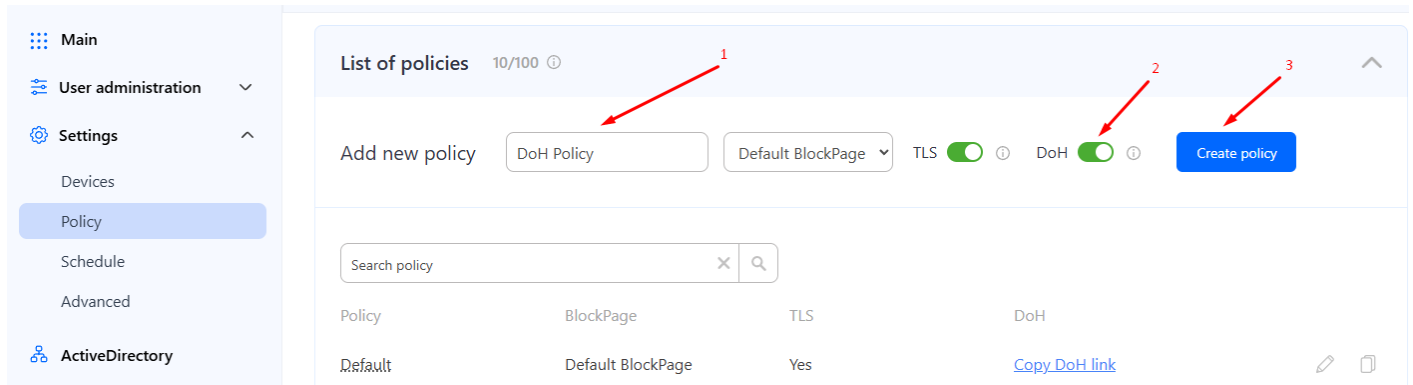 Main
User administration
Settings
Devices
Policy
Schedule
Advanced
ActiveDirectory
List of policies 10/100
1
2
3
Add new policy DoH Policy Default BlockPage TLS DoH Create policy
Search policy
Policy BlockPage TLS DoH
Default Default BlockPage Yes Copy DoH link